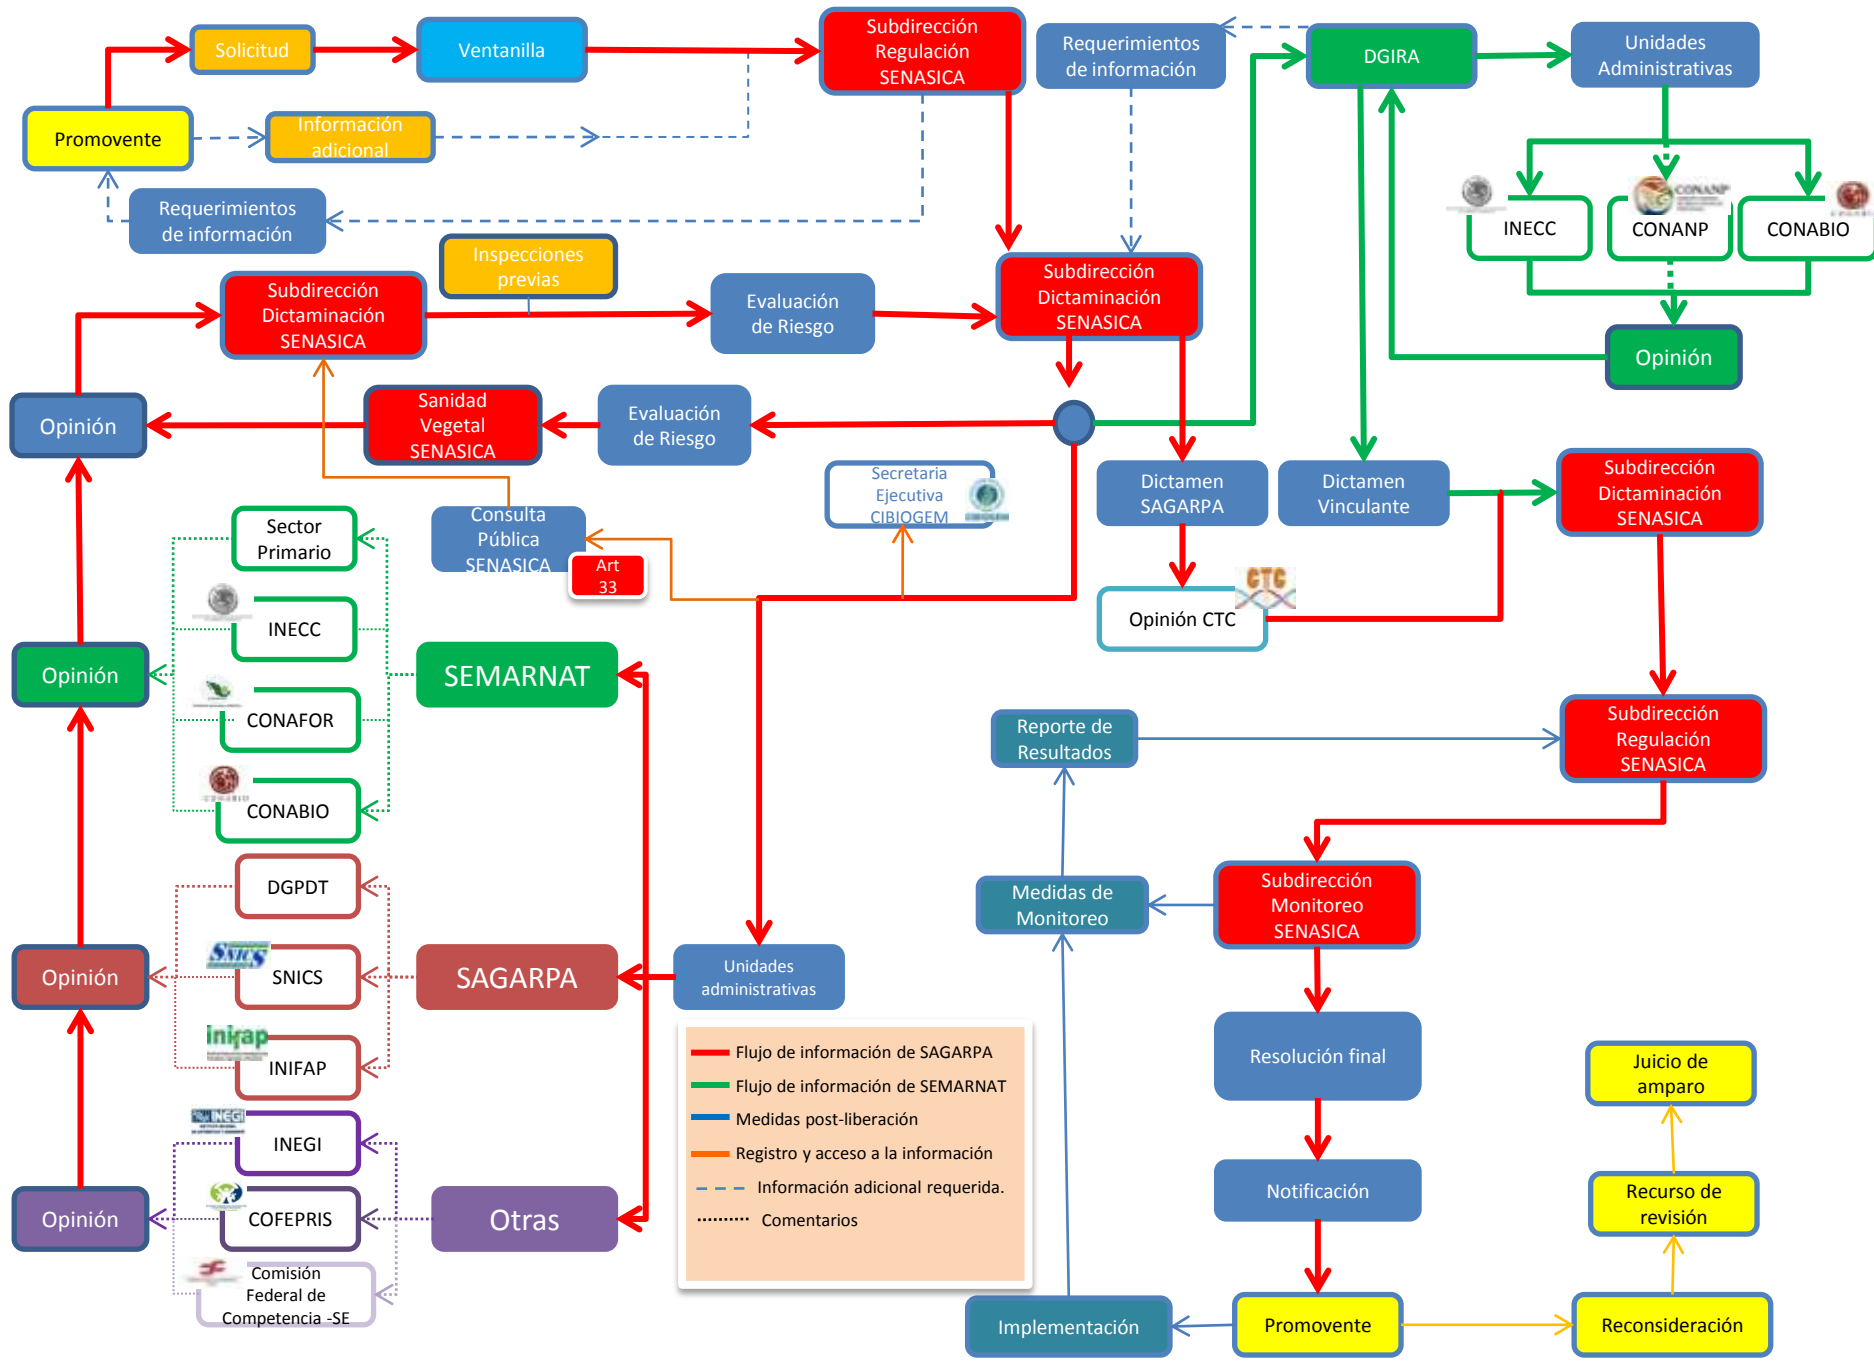 Solicitud
Ventanilla
Subdirección
Regulación
SENASICA
Requerimientos
de información
DGIRA
Unidades
Administrativas
Promovente
Información
adicional
Requerimientos
de información
CONANP
INECC
CONANP
CONABIO
Inspecciones
previas
Subdirección
Dictaminación
SENASICA
Evaluación
de Riesgo
Subdirección
Dictaminación
SENASICA
Opinión
Opinión
Sanidad
Vegetal
SENASICA
Evaluación
de Riesgo
Secretaria
Ejecutiva
CIBIOGEM
Dictamen
SAGARPA
Dictamen
Vinculante
Subdirección
Dictaminación
SENASICA
Consulta
Pública
SENASICA
Art
33
Sector
Primario
CTC
Opinión CTC
INECC
Opinión
SEMARNAT
CONAFOR
CONABIO
Reporte de
Resultados
Subdirección
Regulación
SENASICA
DGPDT
Medidas de
Monitoreo
Subdirección
Monitoreo
SENASICA
SNICS
Opinión
SNICS
SAGARPA
Unidades
administrativas
inifap
INIFAP
Flujo de información de SAGARPA
Flujo de información de SEMARNAT
Medidas post-liberación
Registro y acceso a la información
Información adicional requerida.
Comentarios
Resolución final
Juicio de
amparo
INEGI
INEGI
Opinión
COFEPRIS
Otras
Notificación
Recurso de
revisión
Comisión
Federal de
Competencia -SE
Implementación
Promovente
Reconsideración